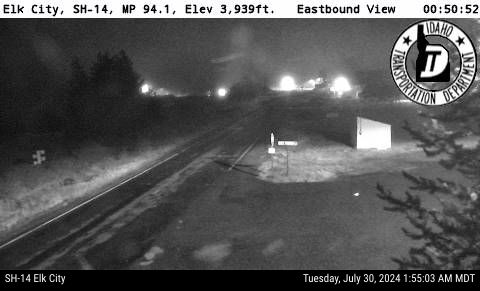 Elk City, SH-14, MP 94.1, Elev 3,939ft. Eastbound View 00:50:52
IDAHO
TRANSPORTATION DEPARTMENT
SH-14 Elk City Tuesday, July 30, 2024 1:55:03 AM MDT